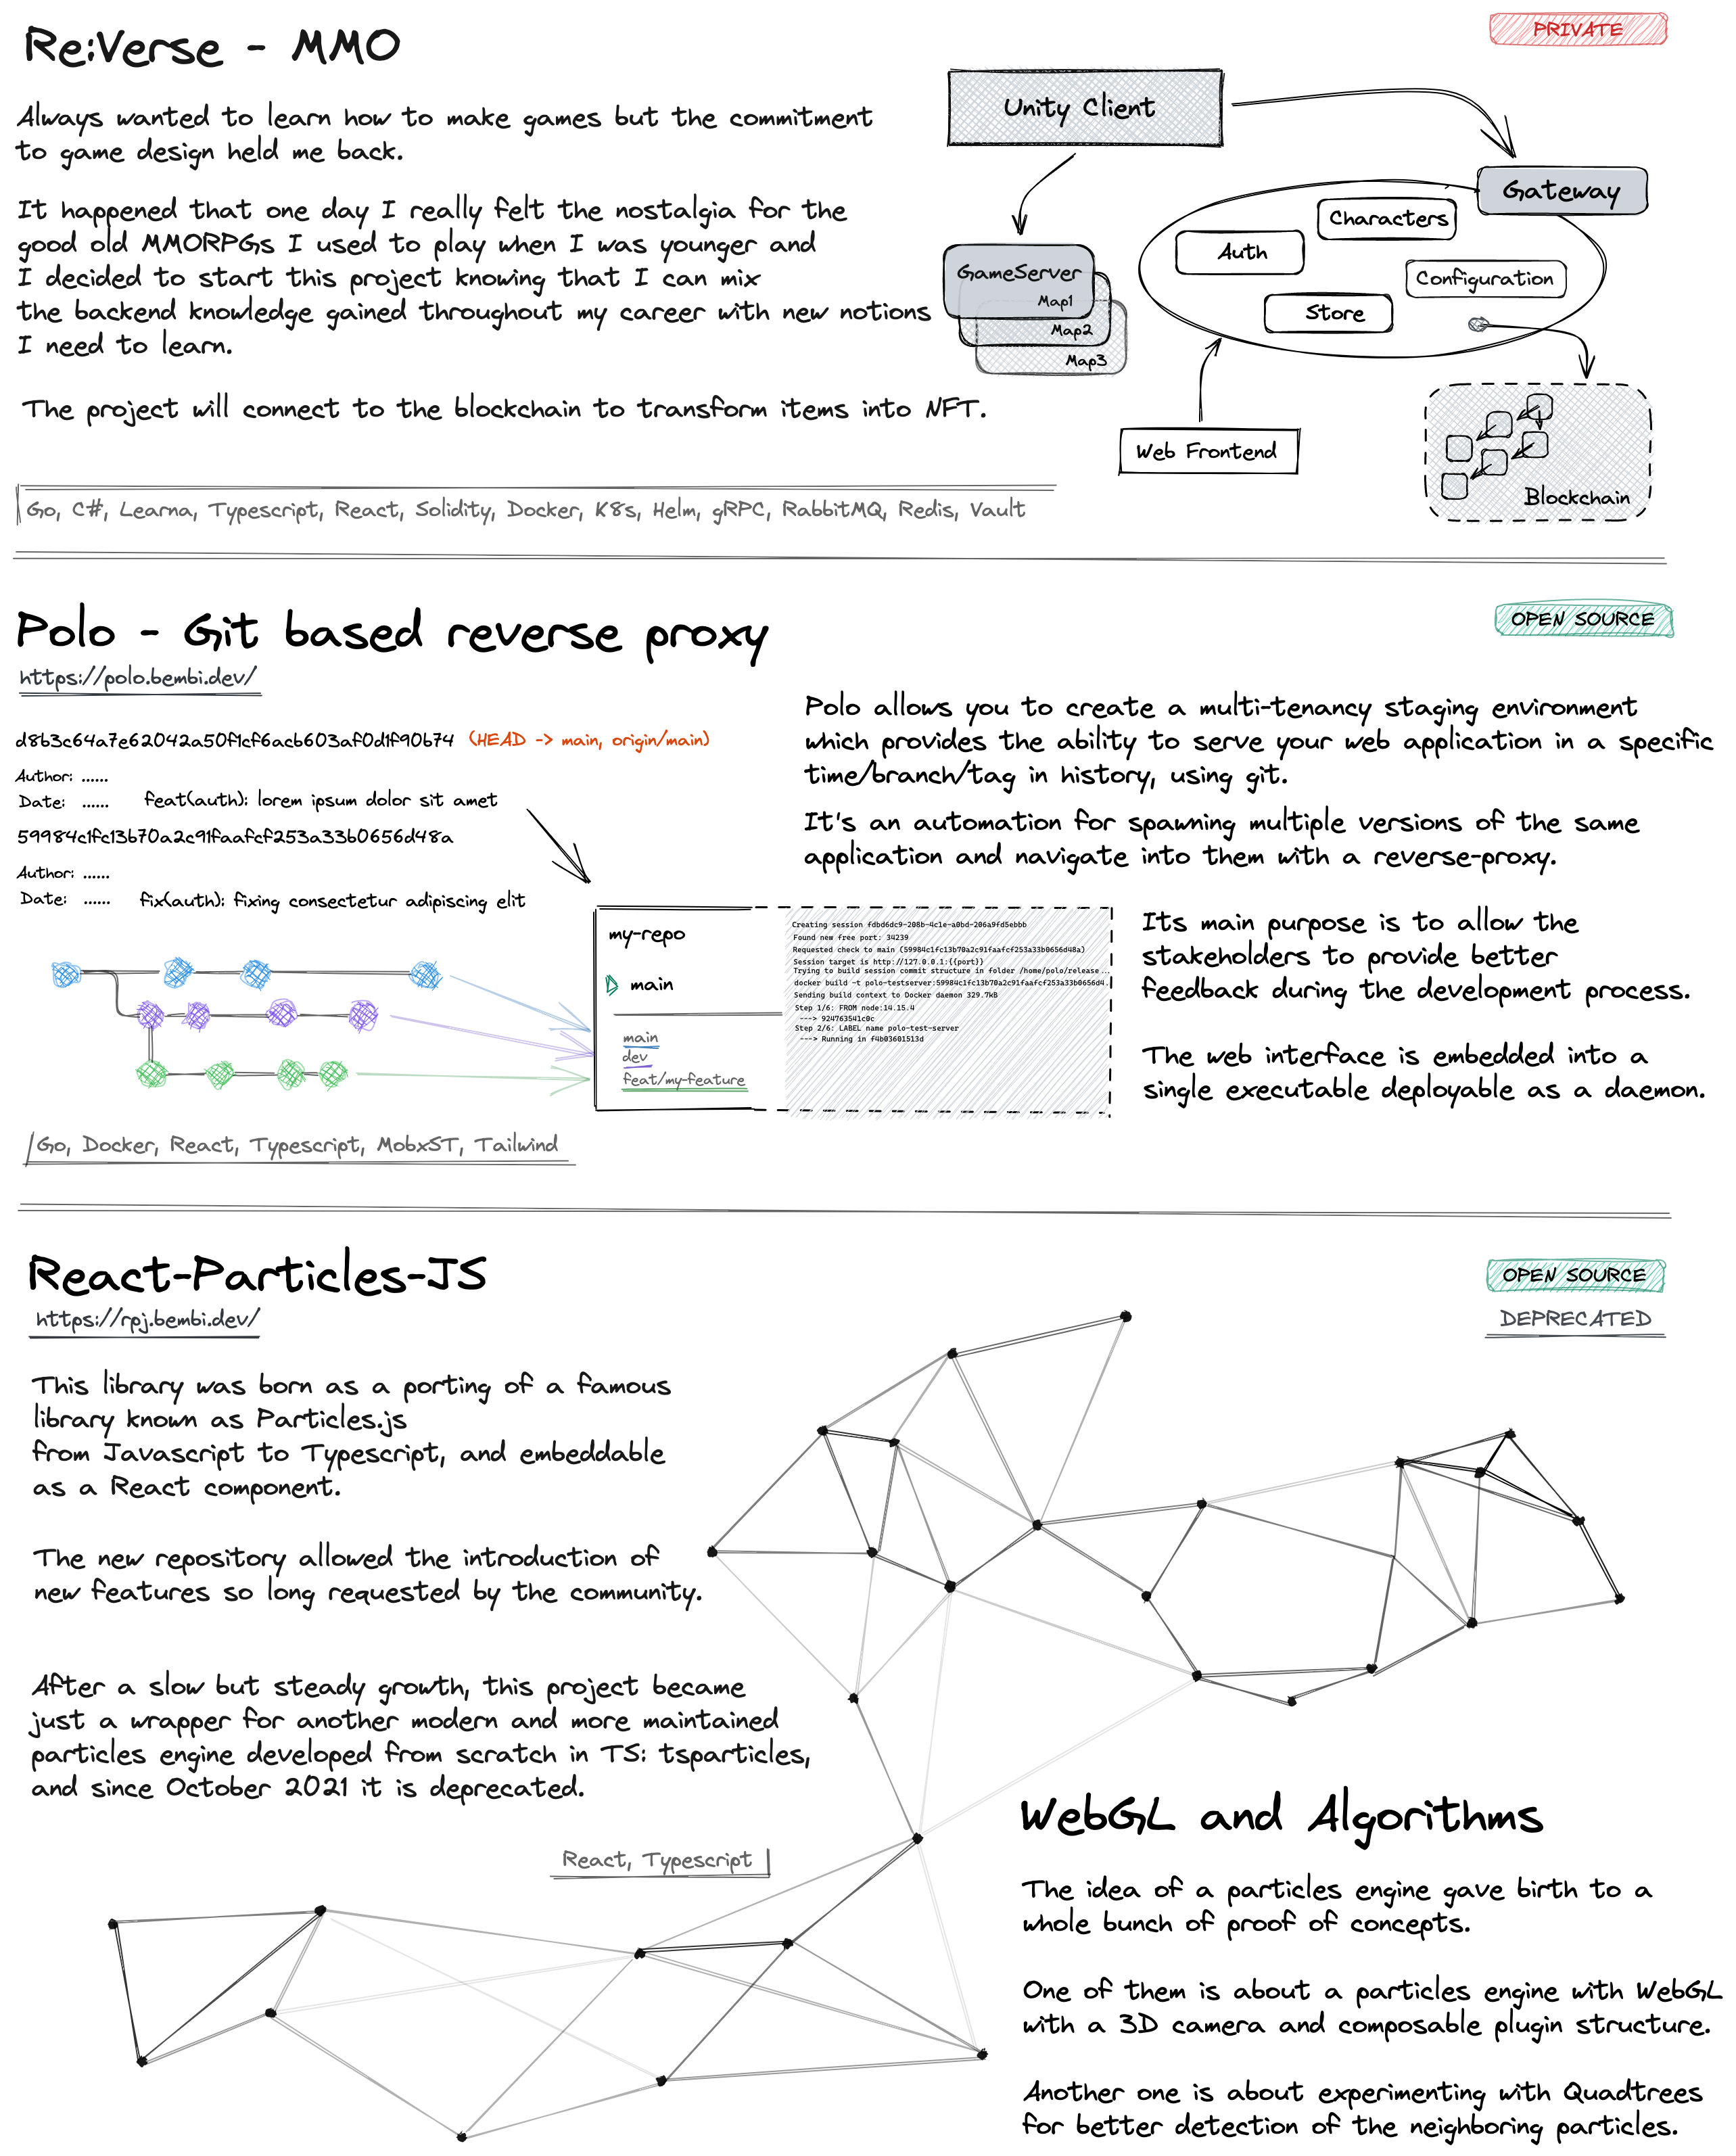 Re:Verse - MMO
PRIVATE
Always wanted to learn how to make games but the commitment
to game design held me back.
It happened that one day I really felt the nostalgia for the
good old MMORPGs I used to play when I was younger and
I decided to start this project knowing that I can mix
the backend knowledge gained throughout my career with new notions
I need to learn.
The project will connect to the blockchain to transform items into NFT.
Unity Client
Gateway
Characters
Auth
Configuration
Store
GameServer
Map1
Map2
Map3
Web Frontend
Blockchain
Go, C#, Learna, Typescript, React, Solidity, Docker, K8s, Helm, gRPC, RabbitMQ, Redis, Vault
Polo - Git based reverse proxy
OPEN SOURCE
https://polo.bembi.dev/
d8b3c64a7e62042a50f1cf6acb603af0d1f90b74 (HEAD -> main, origin/main)
Author: ......
Date: ...... feat(auth): lorem ipsum dolor sit amet
59984c1fc13b70a2c91faafcf253a33b0656d48a
Author: ......
Date: ...... fix(auth): fixing consectetur adipiscing elit
Polo allows you to create a multi-tenancy staging environment
which provides the ability to serve your web application in a specific
time/branch/tag in history, using git.
It's an automation for spawning multiple versions of the same
application and navigate into them with a reverse-proxy.
my-repo
main
main
dev
feat/my-feature
Creating session fdbd6dc9-208b-4c1e-a0bd-206a9fd5ebbb
Found new free port: 34239
Requested check to main (59984c1fc13b70a2c91faafcf253a33b0656d48a)
Session target is http://127.0.0.1:{{port}}
Trying to build session commit structure in folder /home/polo/release...
docker build -t polo-testserver:59984c1fc13b70a2c91faafcf253a33b656d4.
Sending build context to Docker daemon 329.7kB
Step 1/6: FROM node:14.15.4
---> 924763541c0c
Step 2/6: LABEL name polo-test-server
---> Running in f4b03601513d
Its main purpose is to allow the
stakeholders to provide better
feedback during the development process.
The web interface is embedded into a
single executable deployable as a daemon.
Go, Docker, React, Typescript, MobxST, Tailwind
React-Particles-JS
OPEN SOURCE
DEPRECATED
https://rpj.bembi.dev/
This library was born as a porting of a famous
library known as Particles.js
from Javascript to Typescript, and embeddable
as a React component.
The new repository allowed the introduction of
new features so long requested by the community.
After a slow but steady growth, this project became
just a wrapper for another modern and more maintained
particles engine developed from scratch in TS: tsparticles,
and since October 2021 it is deprecated.
React, Typescript
WebGL and Algorithms
The idea of a particles engine gave birth to a
whole bunch of proof of concepts.
One of them is about a particles engine with WebGL
with a 3D camera and composable plugin structure.
Another one is about experimenting with Quadtrees
for better detection of the neighboring particles.